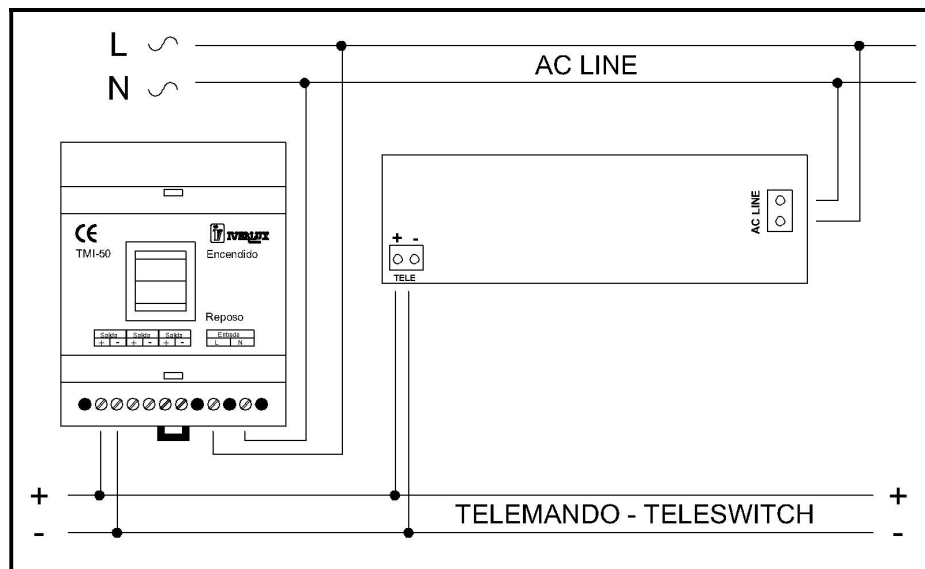 L
N
AC LINE
CE
IVERLUX
TMI-50
Encendido
Reposo
Salida Salida Salida Entrada
+ - + - + - L N
AC LINE
+ -
TELE
+ +
TELEMANDO - TELESWITCH
- -